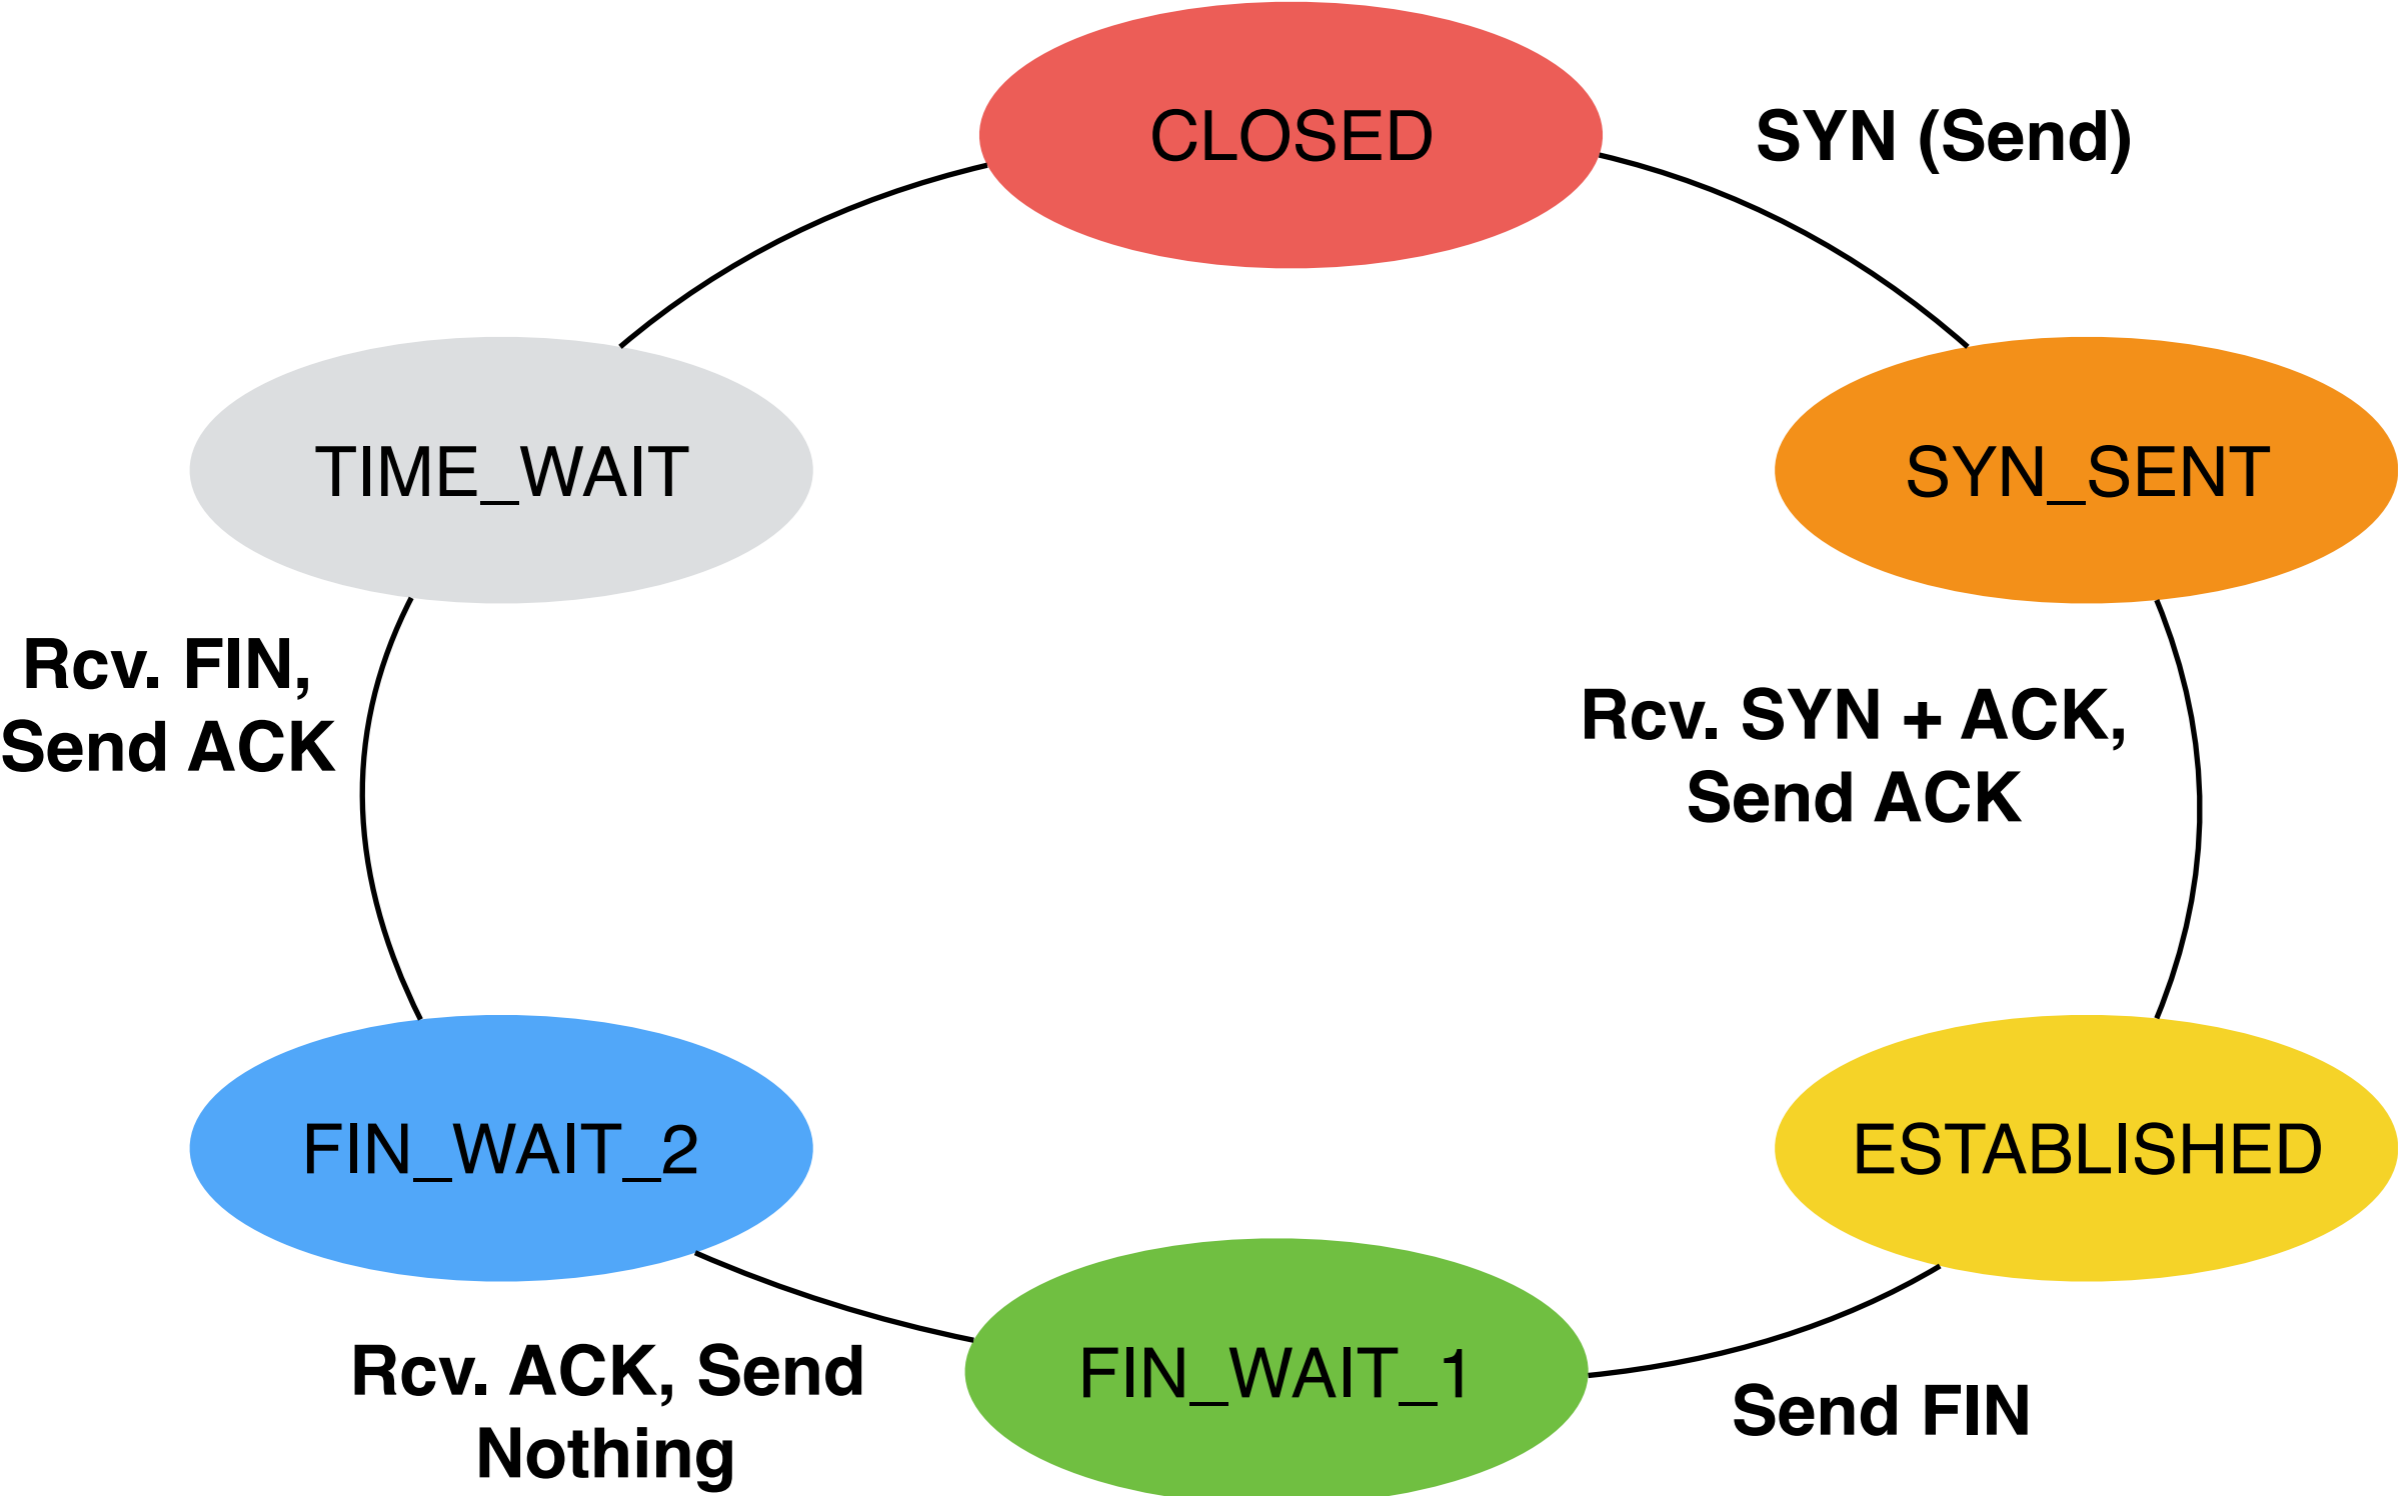 CLOSED
SYN (Send)
TIME_WAIT
SYN_SENT
Rcv. FIN,
Send ACK
Rcv. SYN + ACK,
Send ACK
FIN_WAIT_2
ESTABLISHED
Rcv. ACK, Send
Nothing
FIN_WAIT_1
Send FIN